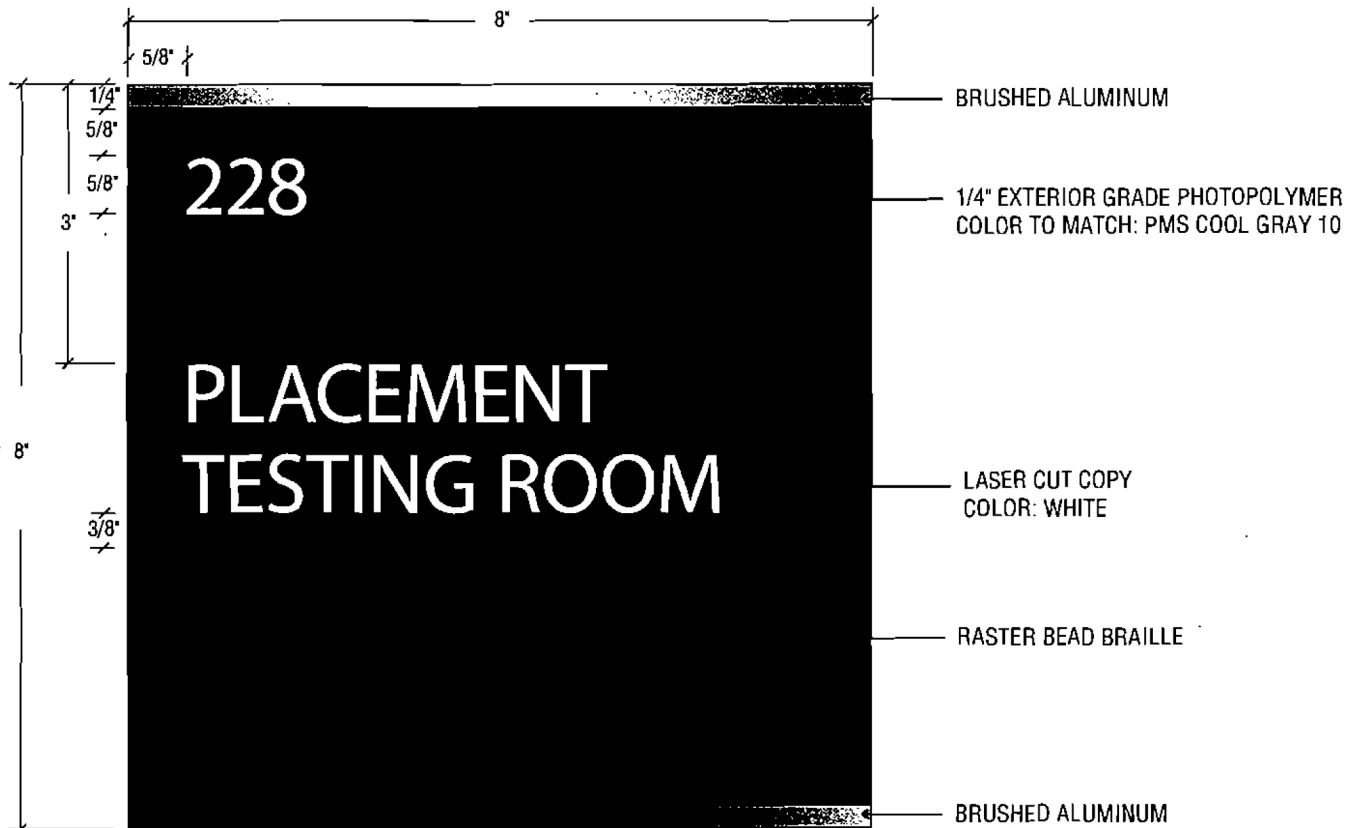 8"
5/8"
1/4"
5/8"
5/8"
3"
8"
3/8"
228
PLACEMENT
TESTING ROOM
BRUSHED ALUMINUM
1/4" EXTERIOR GRADE PHOTOPOLYMER
COLOR TO MATCH: PMS COOL GRAY 10
LASER CUT COPY
COLOR: WHITE
RASTER BEAD BRAILLE
BRUSHED ALUMINUM